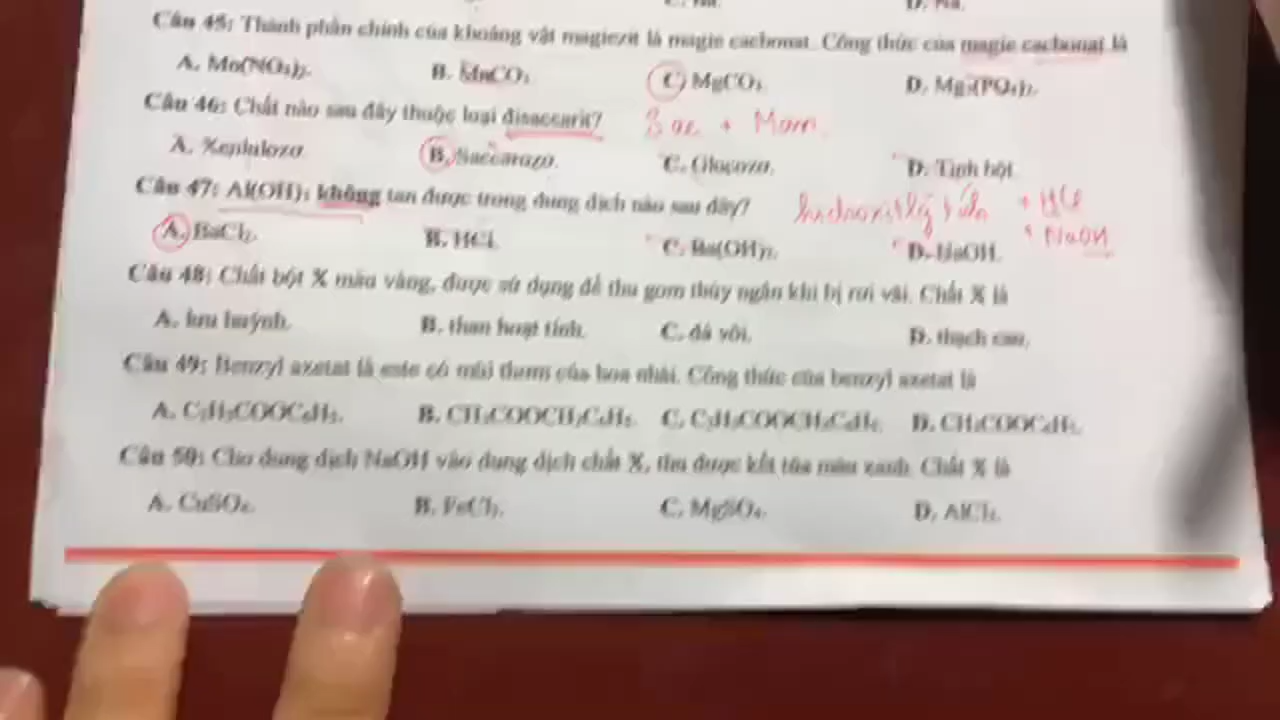 Câu 45: Thành phần chính của khoáng vật magiezit là magie cacbonat. Công thức của magie cacbonat là
B. MnCO₃. C. MgCO₃. D. Mg₃(PO₄)₂.
Câu 46: Chất nào sau đây thuộc loại đisaccarit? Sac + Man
A. Xenlulozơ. B. Saccarozơ. C. Glucozơ. D. Tinh bột.
Câu 47: Al(OH)₃ không tan được trong dung dịch nào sau đây? + HCl
A. BaCl₂. B. HCl. C. Ba(OH)₂. D. NaOH. + NaOH
Câu 48: Chất bột X màu vàng, được sử dụng để thu gom thủy ngân khi bị rơi vãi. Chất X là
A. lưu huỳnh. B. than hoạt tính. C. đá vôi. D. thạch cao.
Câu 49: Benzyl axetat là este có mùi thơm của hoa nhài. Công thức của benzyl axetat là
A. C₂H₅COOC₆H₅. B. CH₃COOCH₂C₆H₅. C. C₂H₅COOCH₂C₆H₅. D. CH₃COOC₆H₅.
Câu 50: Cho dung dịch NaOH vào dung dịch chất X, thu được kết tủa màu xanh. Chất X là
A. CuSO₄. B. FeCl₃. C. MgSO₄. D. AlCl₃.